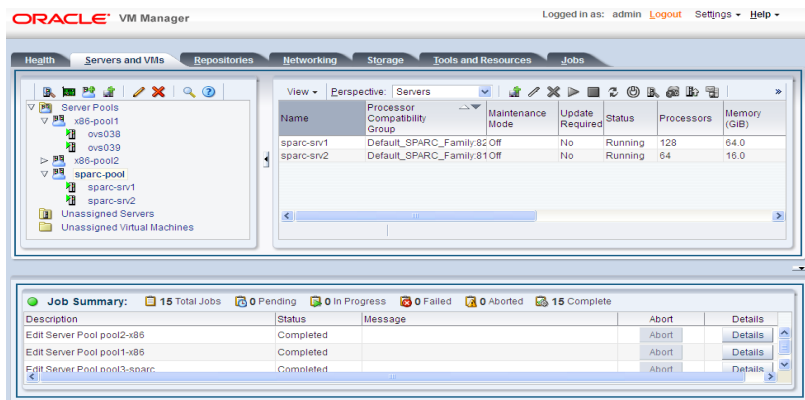 ORACLE VM Manager
Logged in as: admin Logout Settings Help
Health Servers and VMs Repositories Networking Storage Tools and Resources Jobs
Server Pools
x86-pool1
ovs038
ovs039
x86-pool2
sparc-pool
sparc-srv1
sparc-srv2
Unassigned Servers
Unassigned Virtual Machines
View Perspective: Servers »
Name Processor Compatibility Group Maintenance Mode Update Required Status Processors Memory (GiB)
sparc-srv1 Default_SPARC_Family:82 Off No Running 128 64.0
sparc-srv2 Default_SPARC_Family:81 Off No Running 64 16.0
Job Summary: 15 Total Jobs 0 Pending 0 In Progress 0 Failed 0 Aborted 15 Complete
Description Status Message Abort Details
Edit Server Pool pool2-x86 Completed Abort Details
Edit Server Pool pool1-x86 Completed Abort Details
Edit Server Pool pool3-sparc Completed Abort Details